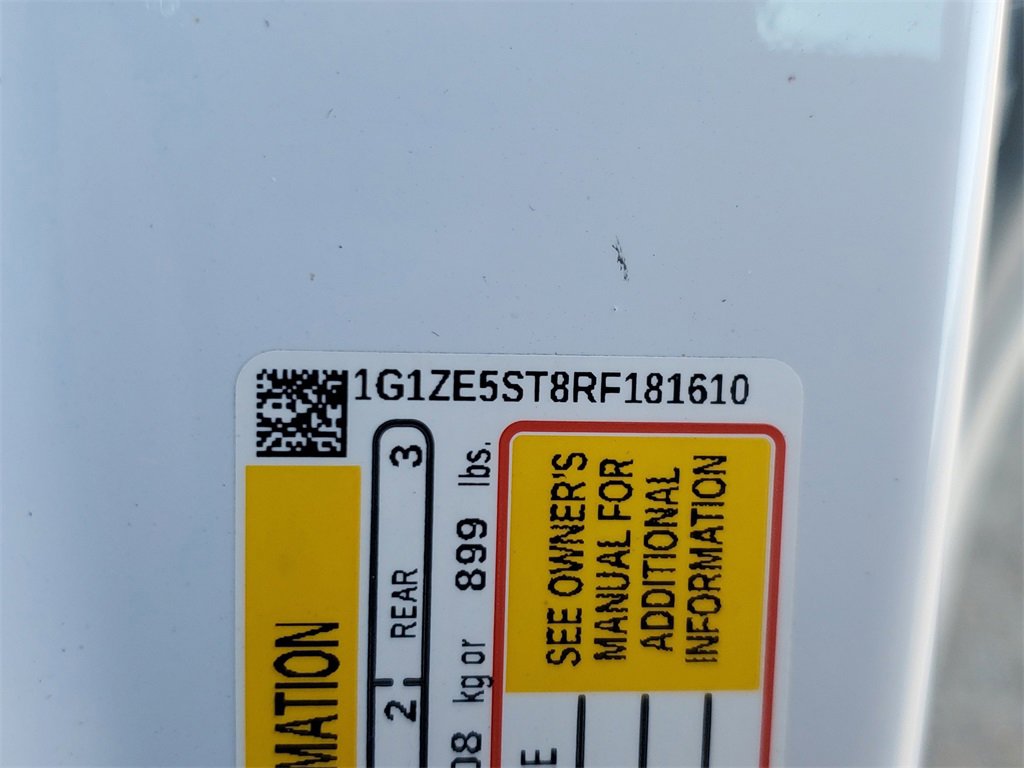 1G1ZE5ST8RF181610
MATION
REAR 3
2
08 kg or 899 lbs.
SEE OWNER'S
MANUAL FOR
ADDITIONAL
INFORMATION
E